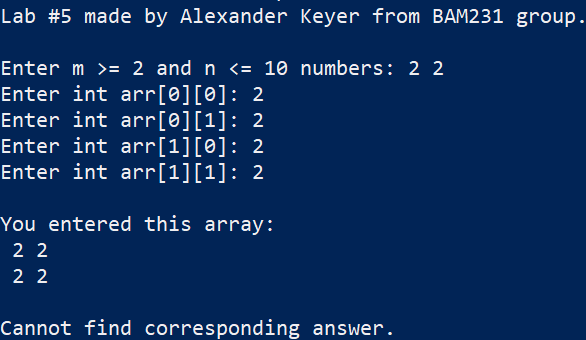 Lab #5 made by Alexander Keyer from BAM231 group.
Enter m >= 2 and n <= 10 numbers: 2 2
Enter int arr[0][0]: 2
Enter int arr[0][1]: 2
Enter int arr[1][0]: 2
Enter int arr[1][1]: 2
You entered this array:
2 2
2 2
Cannot find corresponding answer.